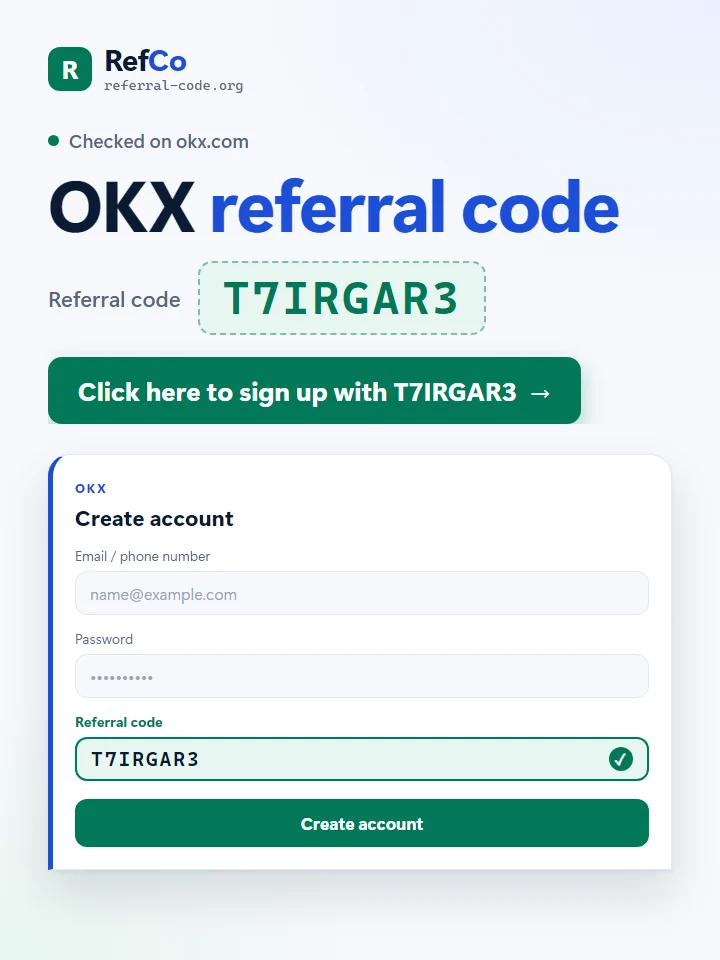 R
RefCo
referral-code.org
Checked on okx.com
OKX referral code
Referral code T7IRGAR3
Click here to sign up with T7IRGAR3 →
OKX
Create account
Email / phone number
name@example.com
Password
••••••••••
Referral code
T7IRGAR3
Create account